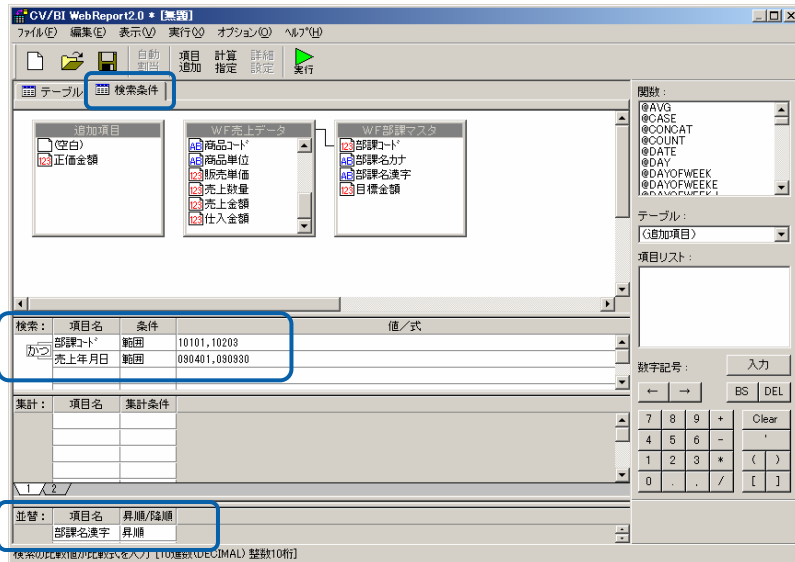 CV/BI WebReport2.0 * [無題]
ファイル(F) 編集(E) 表示(V) 実行(X) オプション(O) ヘルプ(H)
自動割当 項目追加 計算指定 詳細設定 実行
テーブル 検索条件
追加項目
(空白)
正価金額
WF売上データ
商品コード
商品単位
販売単価
売上数量
売上金額
仕入金額
WF部課マスタ
部課コード
部課名カナ
部課名漢字
目標金額
関数:
@AVG
@CASE
@CONCAT
@COUNT
@DATE
@DAY
@DAYOFWEEK
@DAYOFWEEKE
テーブル:
(追加項目)
項目リスト:
数字記号: 入力
← → BS DEL
7 8 9 + Clear
4 5 6 - '
1 2 3 * ( )
0 . , / [ ]
検索: 項目名 条件 値/式
部課コード 範囲 10101,10203
かつ
売上年月日 範囲 090401,090930
集計: 項目名 集計条件
1 2
並替: 項目名 昇順/降順
部課名漢字 昇順
検索の比較値か比較式を入力 [10進数(DECIMAL) 整数10桁]